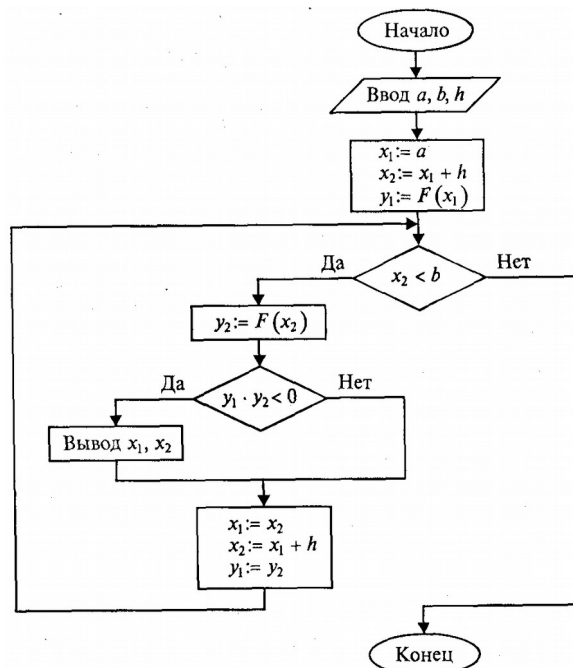 Начало
Ввод a, b, h
x₁:= a
x₂:= x₁ + h
y₁:= F(x₁)
Да
x₂ < b
Нет
y₂:= F(x₂)
Да
y₁ · y₂ < 0
Нет
Вывод x₁, x₂
x₁:= x₂
x₂:= x₁ + h
y₁:= y₂
Конец